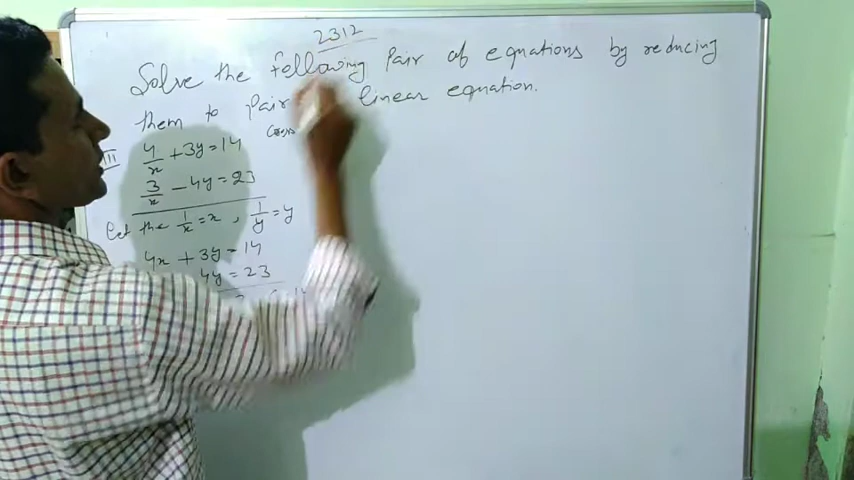 2312
Solve the following Pair of equations by reducing
them to Pair linear equation.
III 4/x + 3y = 14
3/x - 4y = 23
Let the 1/x = x, 1/y = y
4x + 3y = 14
4y = 23